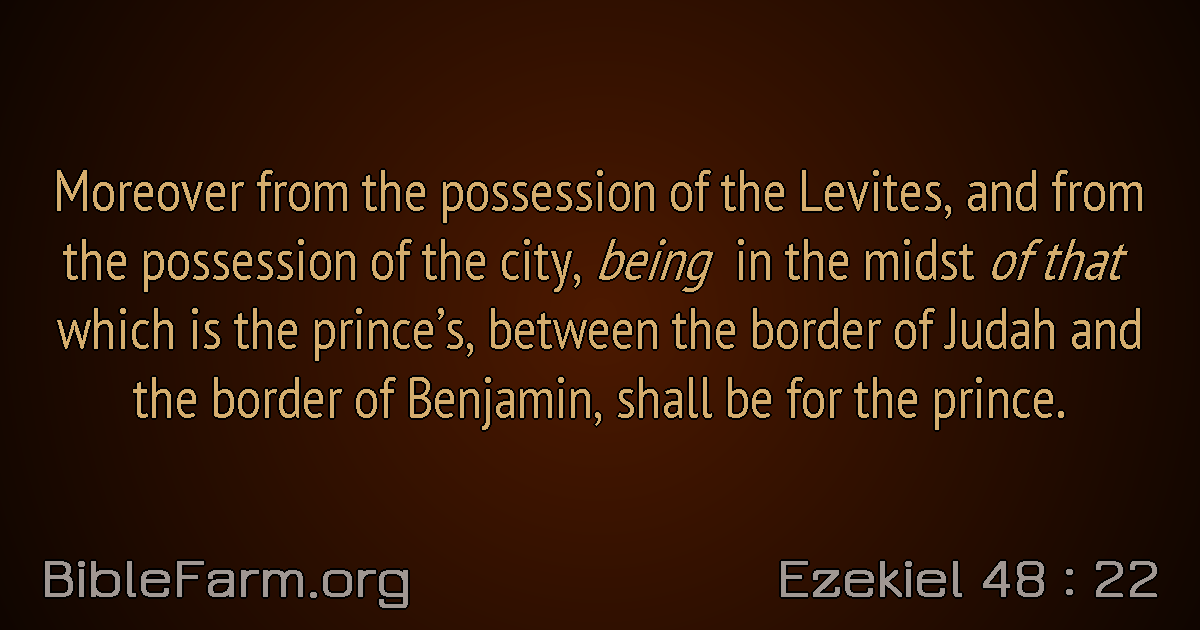 Moreover from the possession of the Levites, and from
the possession of the city, being in the midst of that
which is the prince’s, between the border of Judah and
the border of Benjamin, shall be for the prince.
BibleFarm.org
Ezekiel 48 : 22